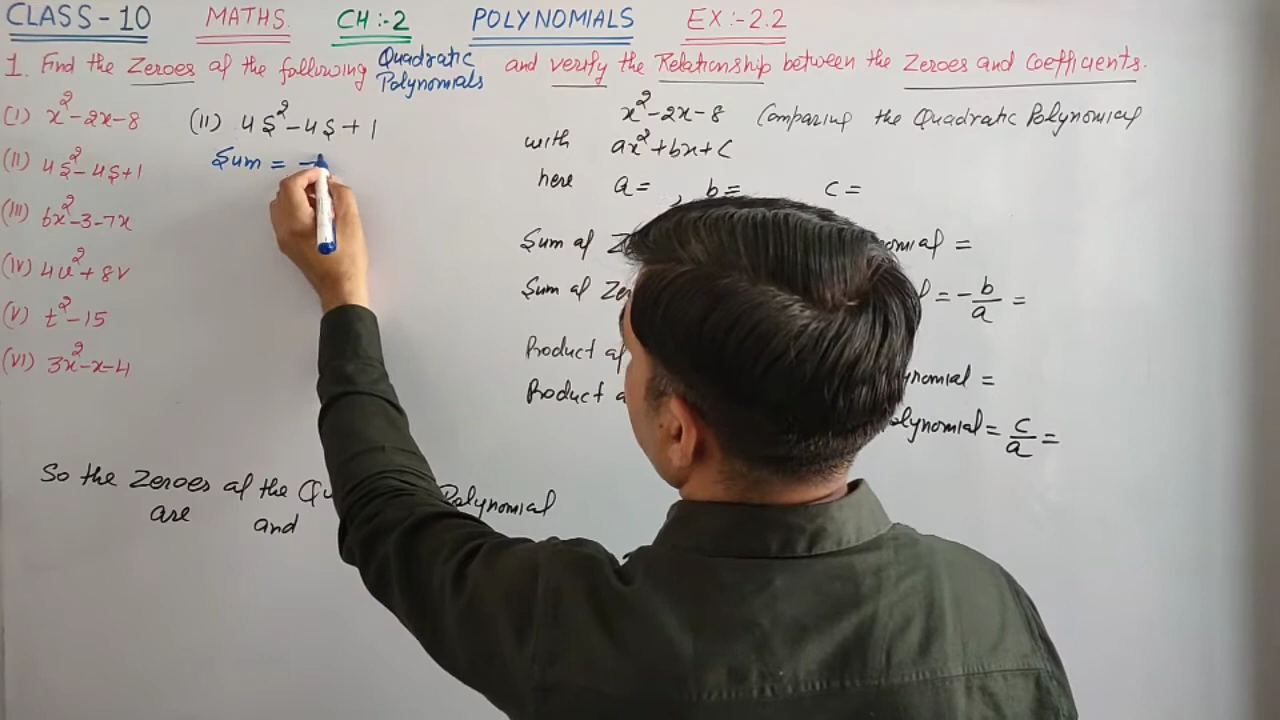 CLASS-10 MATHS. CH:-2 POLYNOMIALS EX:-2.2
1. Find the Zeroes of the following Quadratic Polynomials and verify the Relationship between the Zeroes and Coefficients.
(I) x²-2x-8
(II) 4s²-4s+1
(III) 6x²-3-7x
(IV) 4u²+8v
(V) t²-15
(VI) 3x²-x-4
(II) 4s²-4s+1
Sum = -
So the Zeroes of the Polynomial
are and
x²-2x-8 Comparing the Quadratic Polynomial
with ax²+bx+c
here a= , b= c=
Sum of =
Sum of = -b/a =
Product of =
Product = c/a =